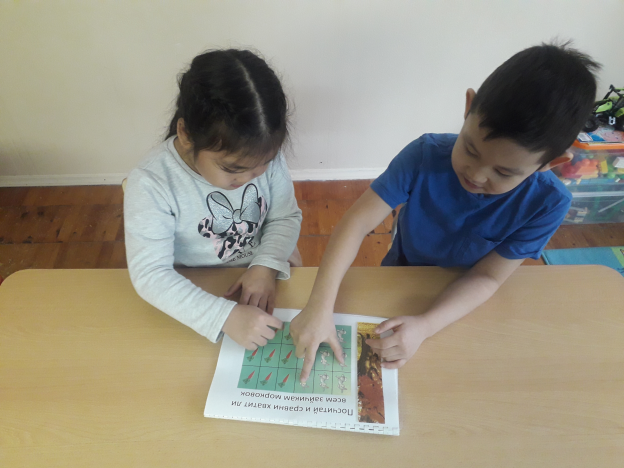 Посчитай и сравни хватит ли
всем зайчикам морковок